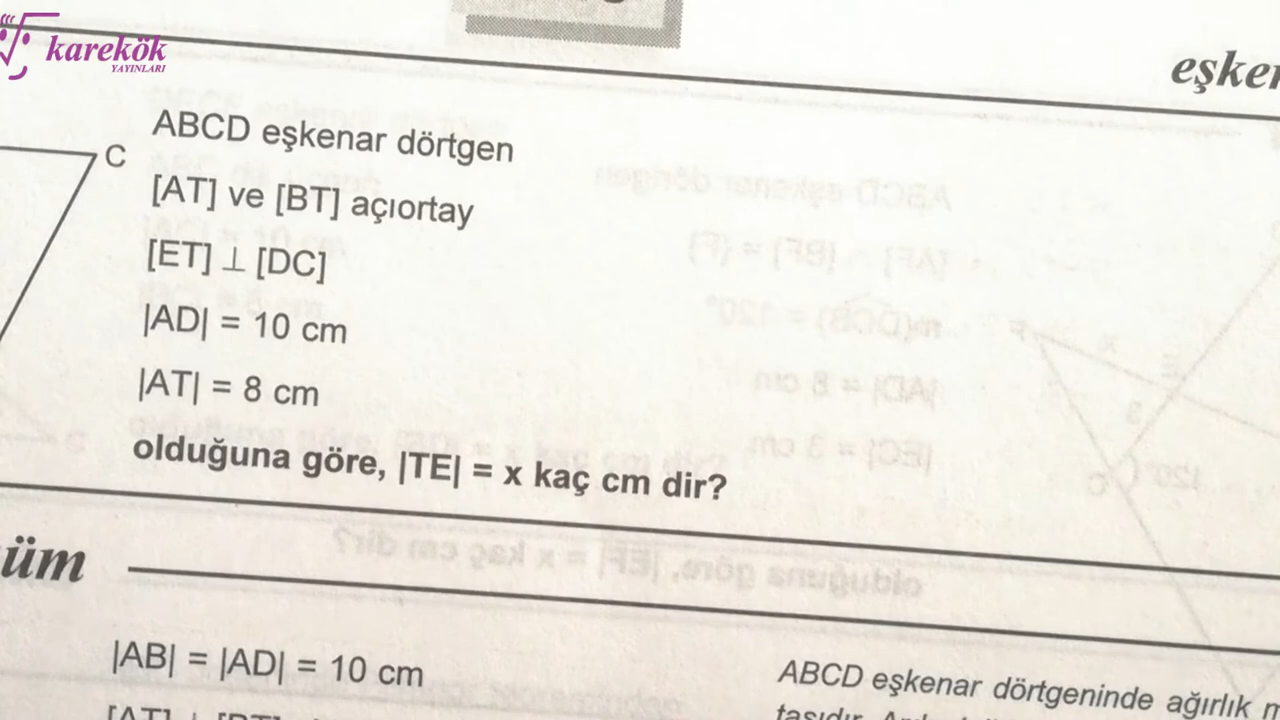 karekök
YAYINLARI
eşken
C
ABCD eşkenar dörtgen
[AT] ve [BT] açıortay
[ET] ⊥ [DC]
|AD| = 10 cm
|AT| = 8 cm
olduğuna göre, |TE| = x kaç cm dir?
üm
|AB| = |AD| = 10 cm
ABCD eşkenar dörtgeninde ağırlık